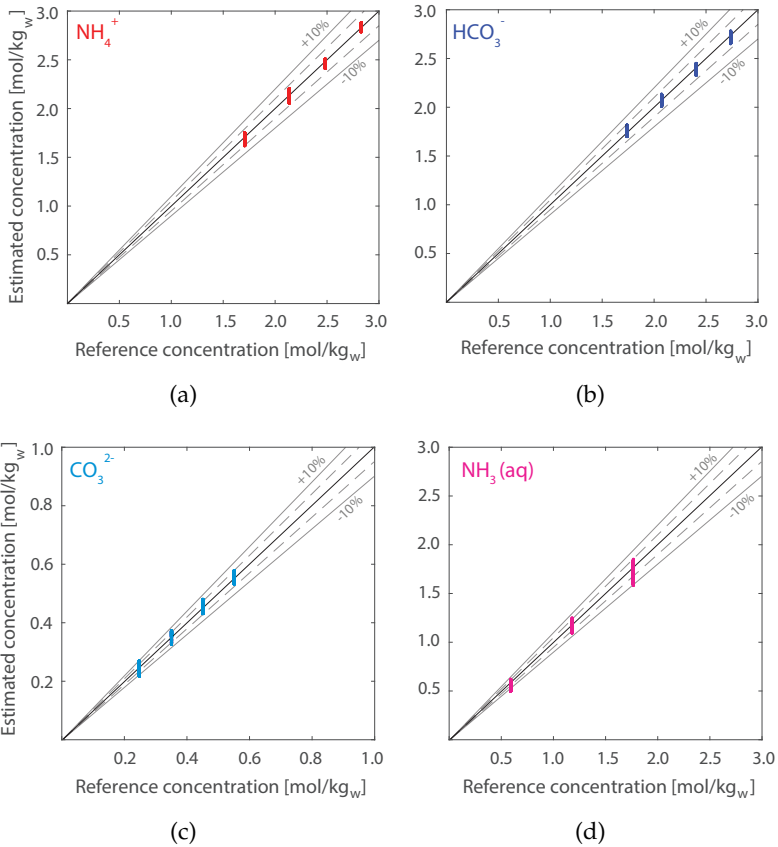 NH₄⁺
+10%
-10%
Estimated concentration [mol/kg_w]
3.0
2.5
2.0
1.5
1.0
0.5
0.5 1.0 1.5 2.0 2.5 3.0
Reference concentration [mol/kg_w]
(a)
HCO₃⁻
+10%
-10%
3.0
2.5
2.0
1.5
1.0
0.5
0.5 1.0 1.5 2.0 2.5 3.0
Reference concentration [mol/kg_w]
(b)
CO₃²⁻
+10%
-10%
Estimated concentration [mol/kg_w]
1.0
0.8
0.6
0.4
0.2
0.2 0.4 0.6 0.8 1.0
Reference concentration [mol/kg_w]
(c)
NH₃ (aq)
+10%
-10%
3.0
2.5
2.0
1.5
1.0
0.5
0.5 1.0 1.5 2.0 2.5 3.0
Reference concentration [mol/kg_w]
(d)